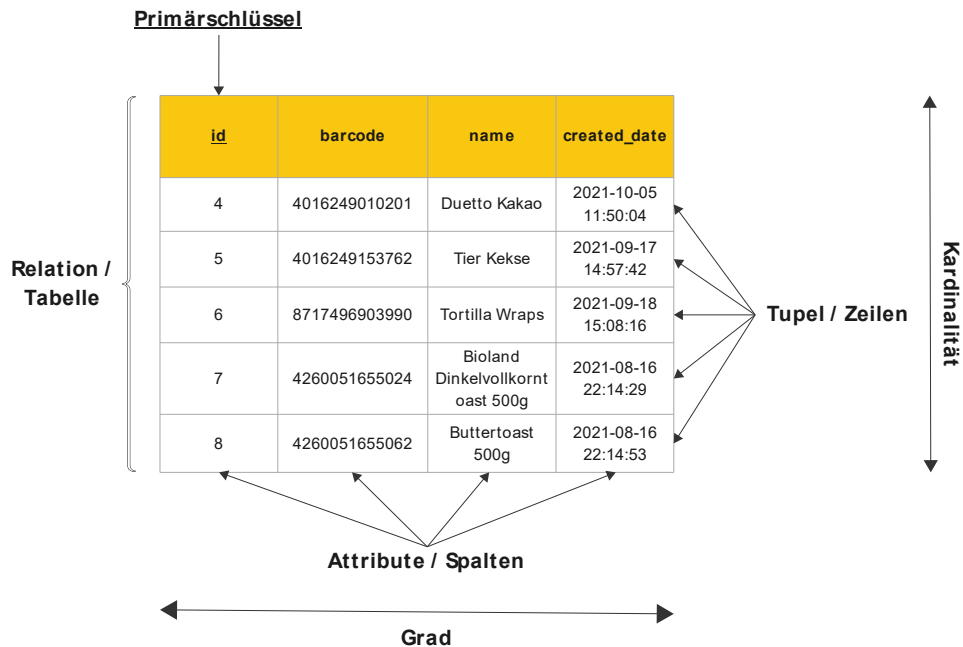 Primärschlüssel
id barcode name created_date
4 4016249010201 Duetto Kakao 2021-10-05
11:50:04
5 4016249153762 Tier Kekse 2021-09-17
14:57:42
6 8717496903990 Tortilla Wraps 2021-09-18
15:08:16
7 4260051655024 Bioland
Dinkelvollkornt
oast 500g
2021-08-16
22:14:29
8 4260051655062 Buttertoast
500g
2021-08-16
22:14:53
Relation /
Tabelle
Tupel / Zeilen
Kardinalität
Attribute / Spalten
Grad